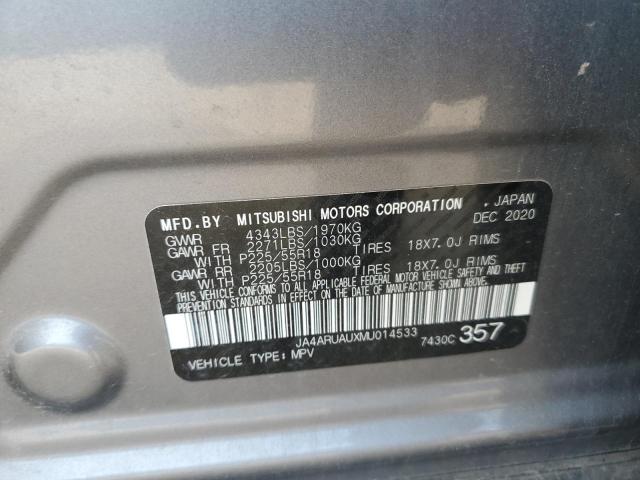 MFD.BY MITSUBISHI MOTORS CORPORATION , JAPAN
GVWR 4343LBS/1970KG DEC 2020
GAWR FR 2271LBS/1030KG
WITH P225/55R18 TIRES 18X7.0J RIMS
GAWR RR 2205LBS/1000KG
WITH P225/55R18 TIRES 18X7.0J RIMS
THIS VEHICLE CONFORMS TO ALL APPLICABLE FEDERAL MOTOR VEHICLE SAFETY AND THEFT
PREVENTION STANDARDS IN EFFECT ON THE DATE OF MANUFACTURE SHOWN ABOVE.
JA4ARUAUXMU014533 7430C 357
VEHICLE TYPE: MPV